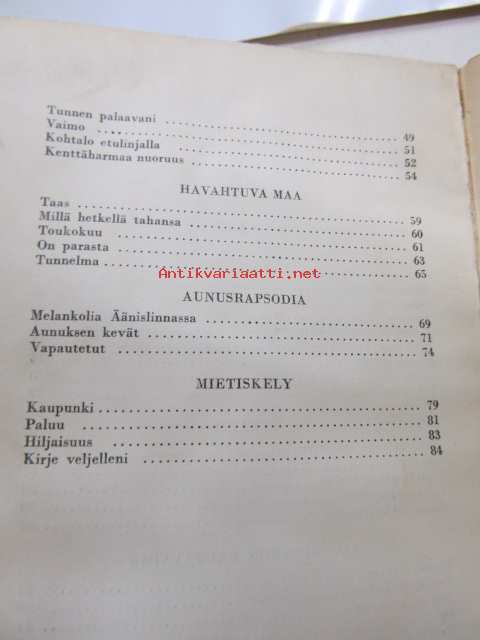 Tunnen palaavani . . . . . . . . . . . . . . . . . . . . 49
Vaimo . . . . . . . . . . . . . . . . . . . . 51
Kohtalo etulinjalla . . . . . . . . . . . . . . . . . . . . 52
Kenttäharmaa nuoruus . . . . . . . . . . . . . . . . . . . . 54
HAVAHTUVA MAA
Taas . . . . . . . . . . . . . . . . . . . . 59
Millä hetkellä tahansa . . . . . . . . . . . . . . . . . . . . 60
Toukokuu . . . . . . . . . . . . . . . . . . . . 61
On parasta . . . . . . . . . . . . . . . . . . . . 63
Tunnelma . . . . . . . . . . . . . . . . . . . . 65
Antikvariaatti.net
AUNUSRAPSODIA
Melankolia Äänislinnassa . . . . . . . . . . . . . . . . . . . . 69
Aunuksen kevät . . . . . . . . . . . . . . . . . . . . 71
Vapautetut . . . . . . . . . . . . . . . . . . . . 74
MIETISKELY
Kaupunki . . . . . . . . . . . . . . . . . . . . 79
Paluu . . . . . . . . . . . . . . . . . . . . 81
Hiljaisuus . . . . . . . . . . . . . . . . . . . . 83
Kirje veljelleni . . . . . . . . . . . . . . . . . . . . 84